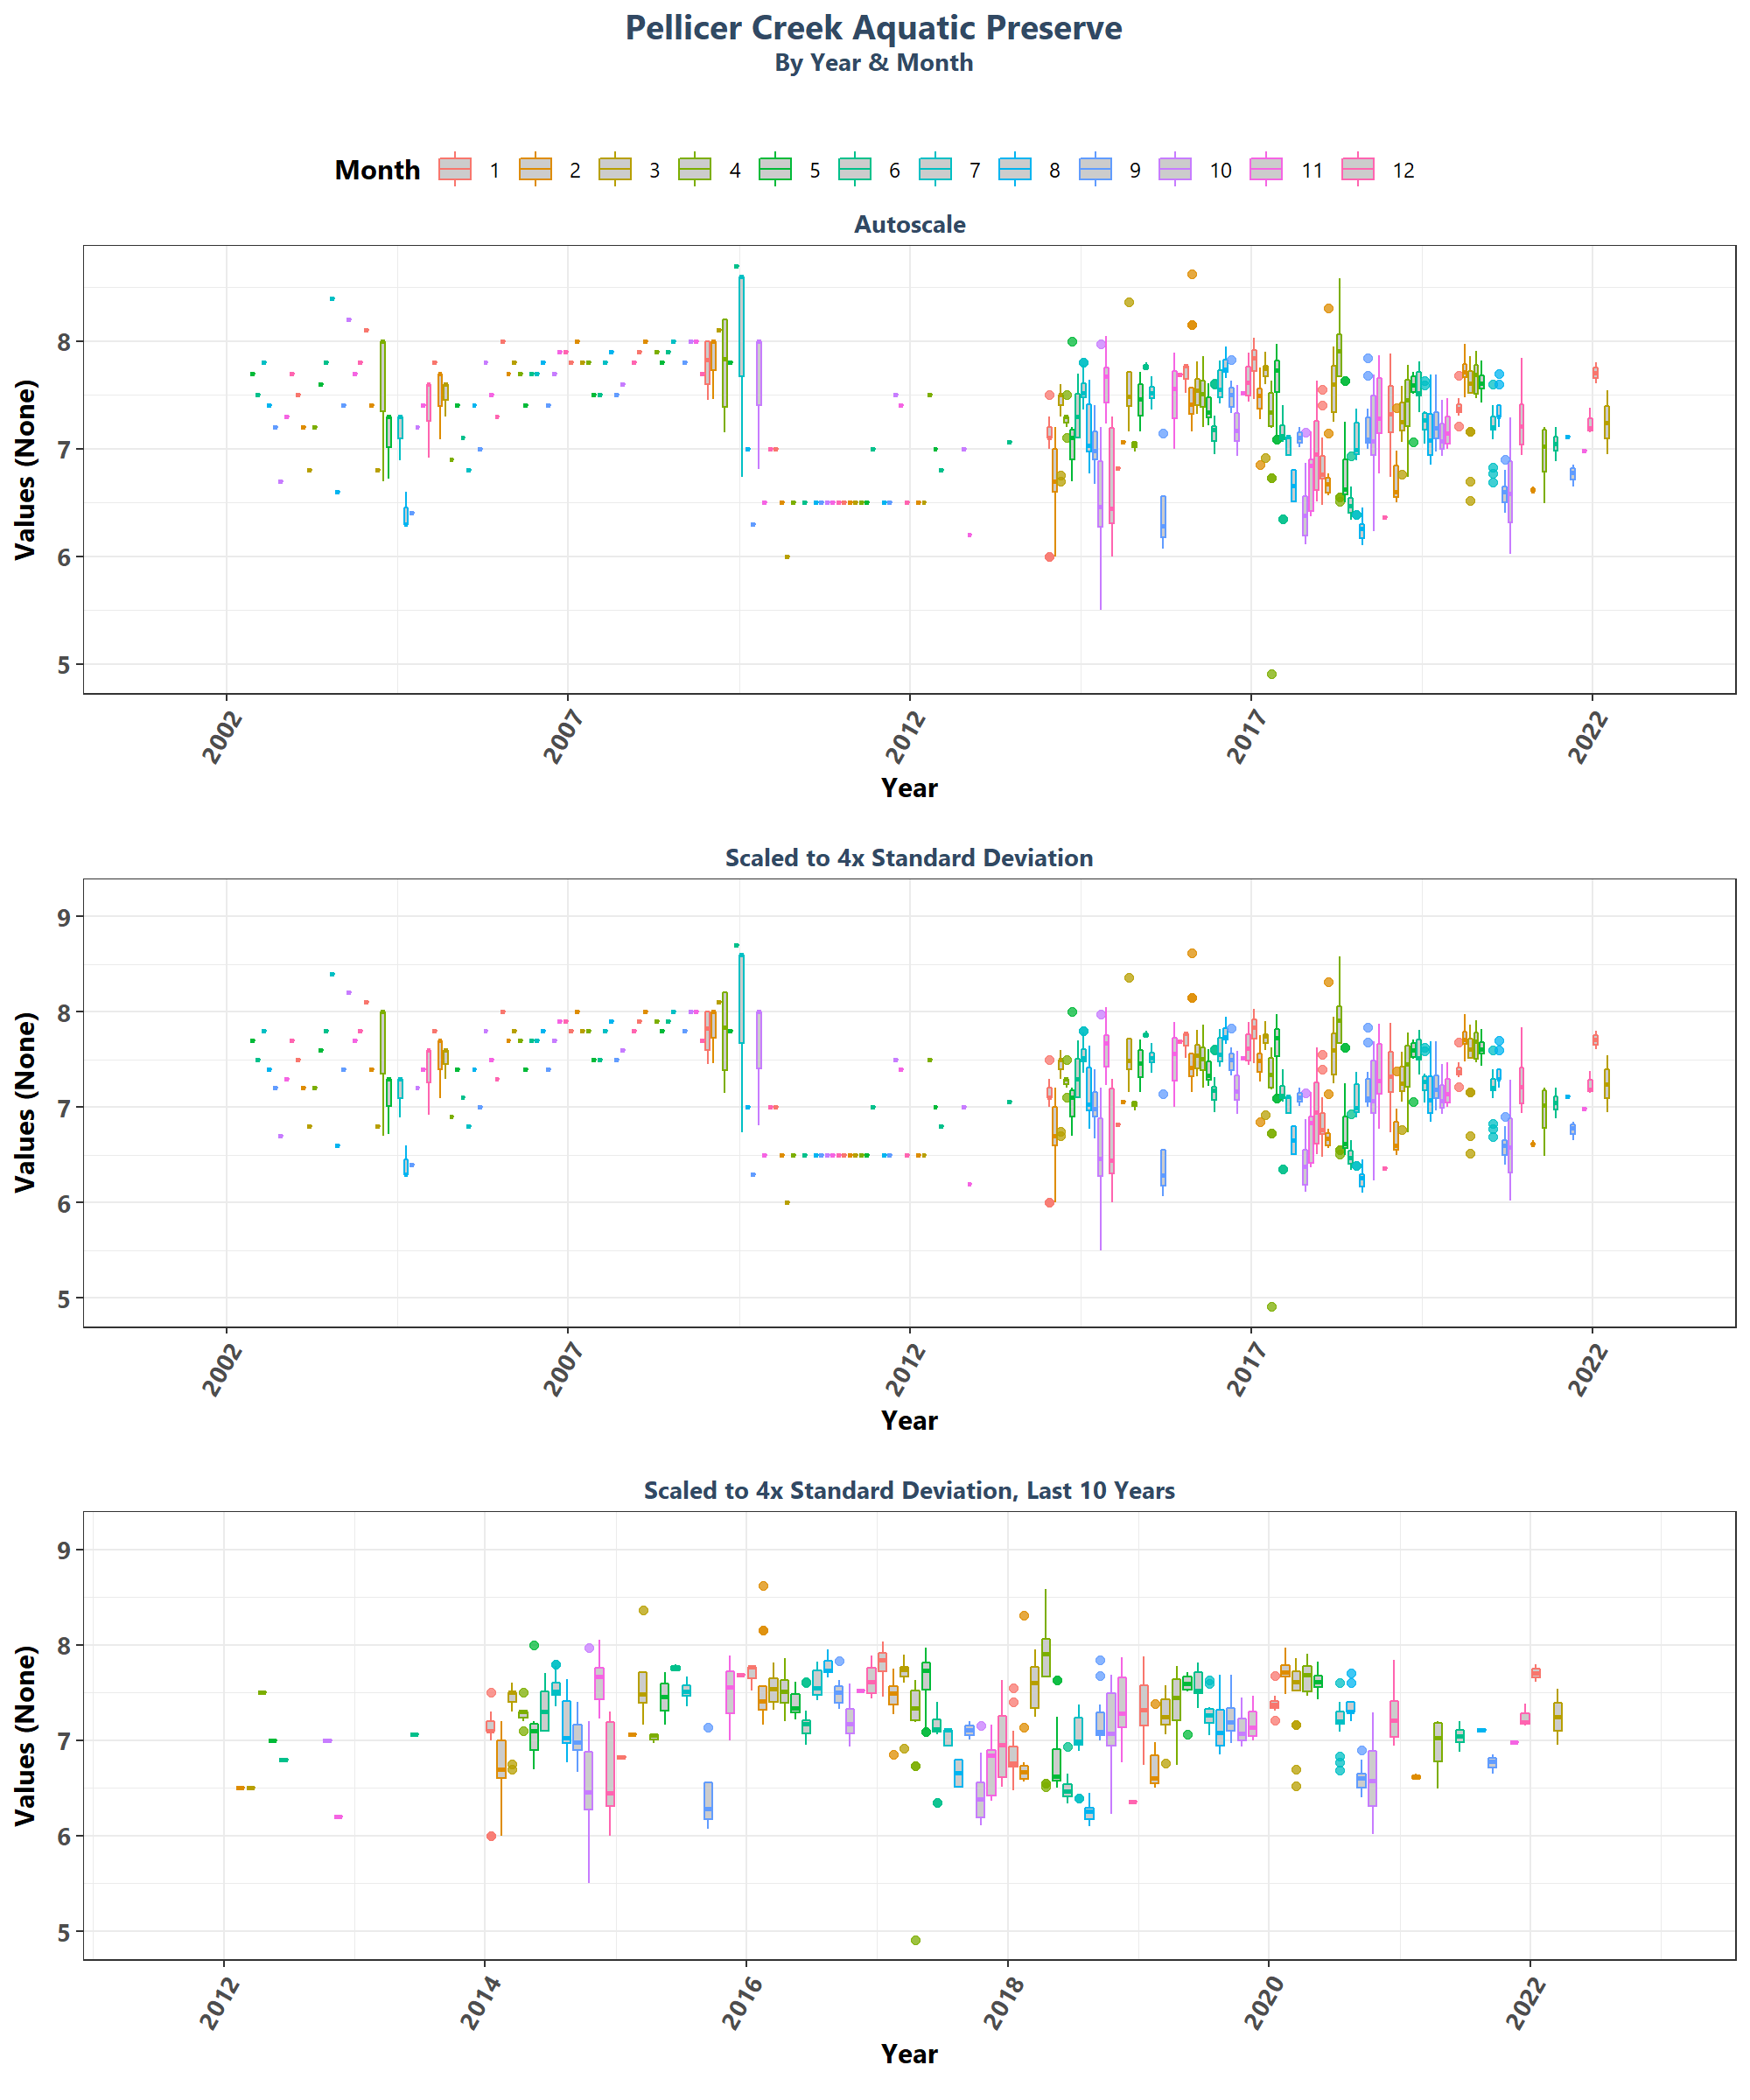 Pellicer Creek Aquatic Preserve
By Year & Month
Month 1 2 3 4 5 6 7 8 9 10 11 12
Autoscale
Values (None)
8
7
6
5
2002 2007 2012 2017 2022
Year
Scaled to 4x Standard Deviation
Values (None)
9
8
7
6
5
2002 2007 2012 2017 2022
Year
Scaled to 4x Standard Deviation, Last 10 Years
Values (None)
9
8
7
6
5
2012 2014 2016 2018 2020 2022
Year